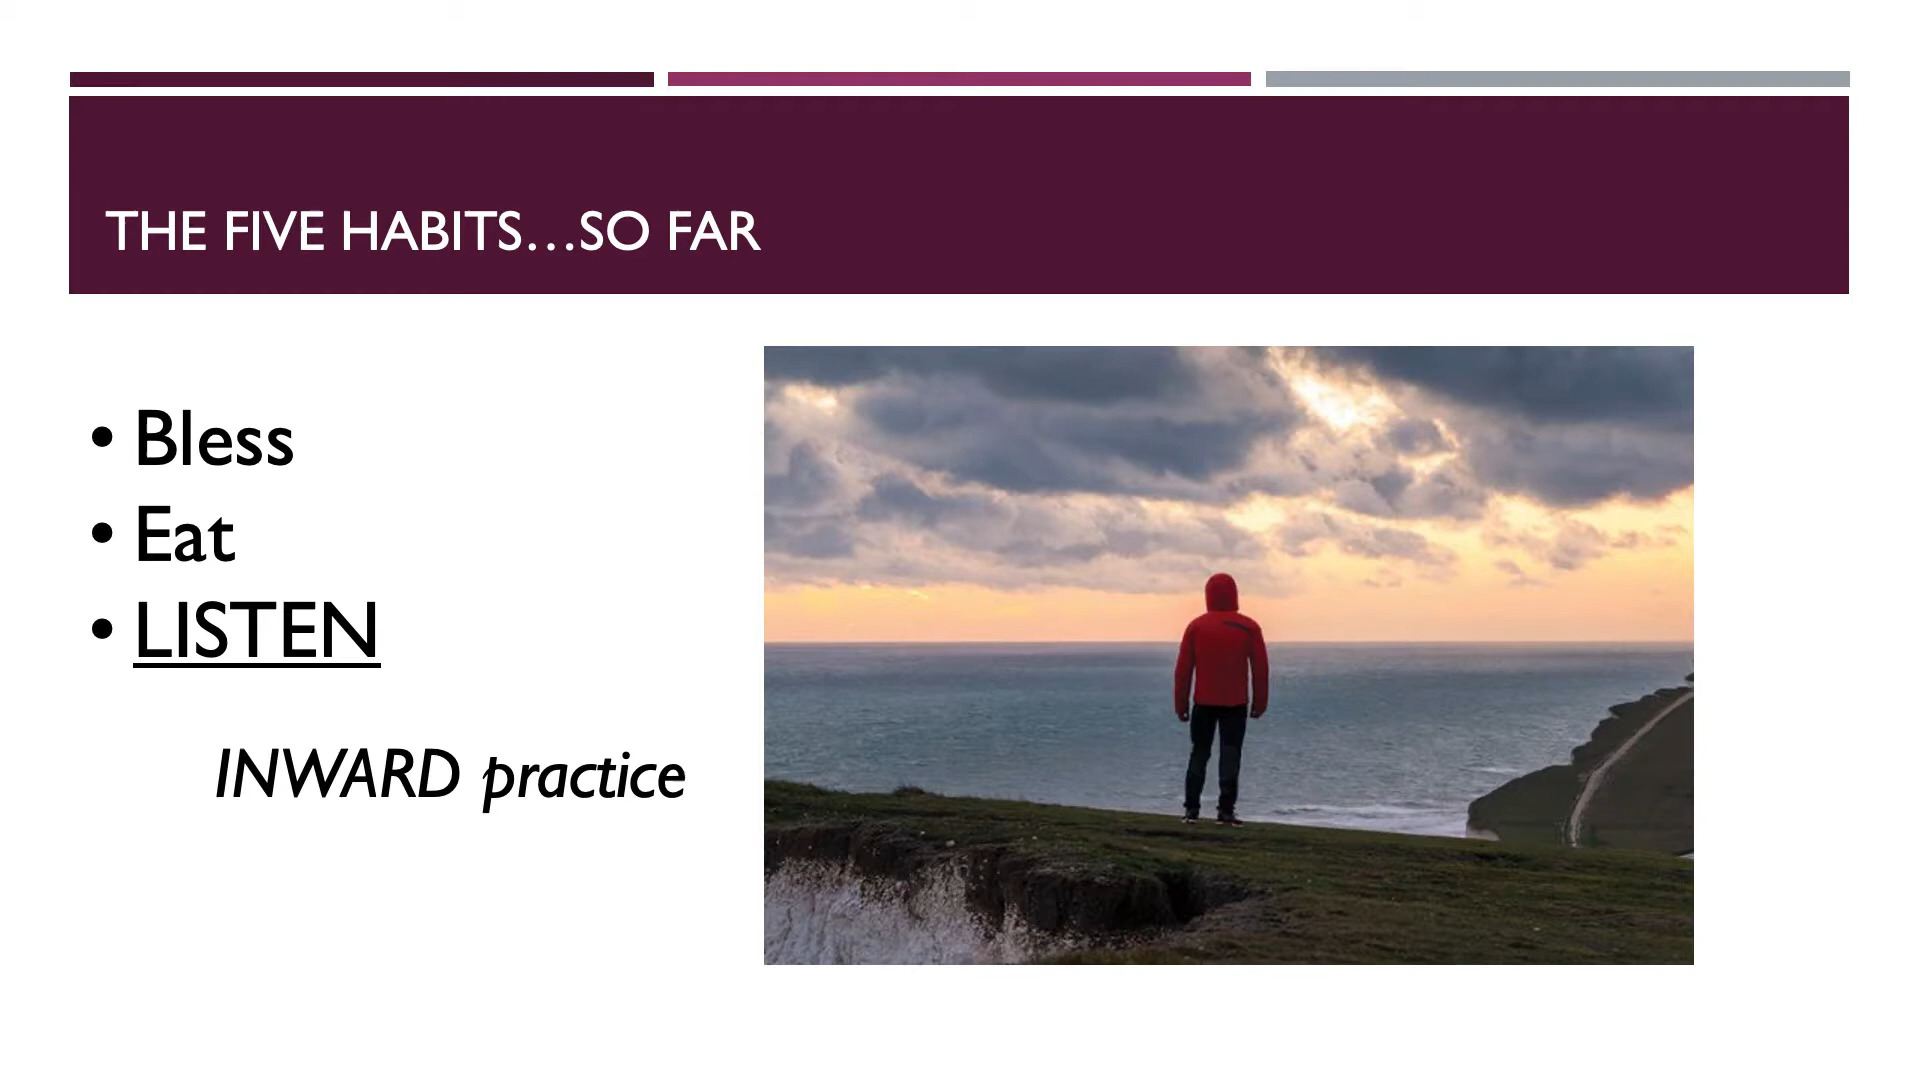 THE FIVE HABITS…SO FAR
• Bless
• Eat
• LISTEN
INWARD practice